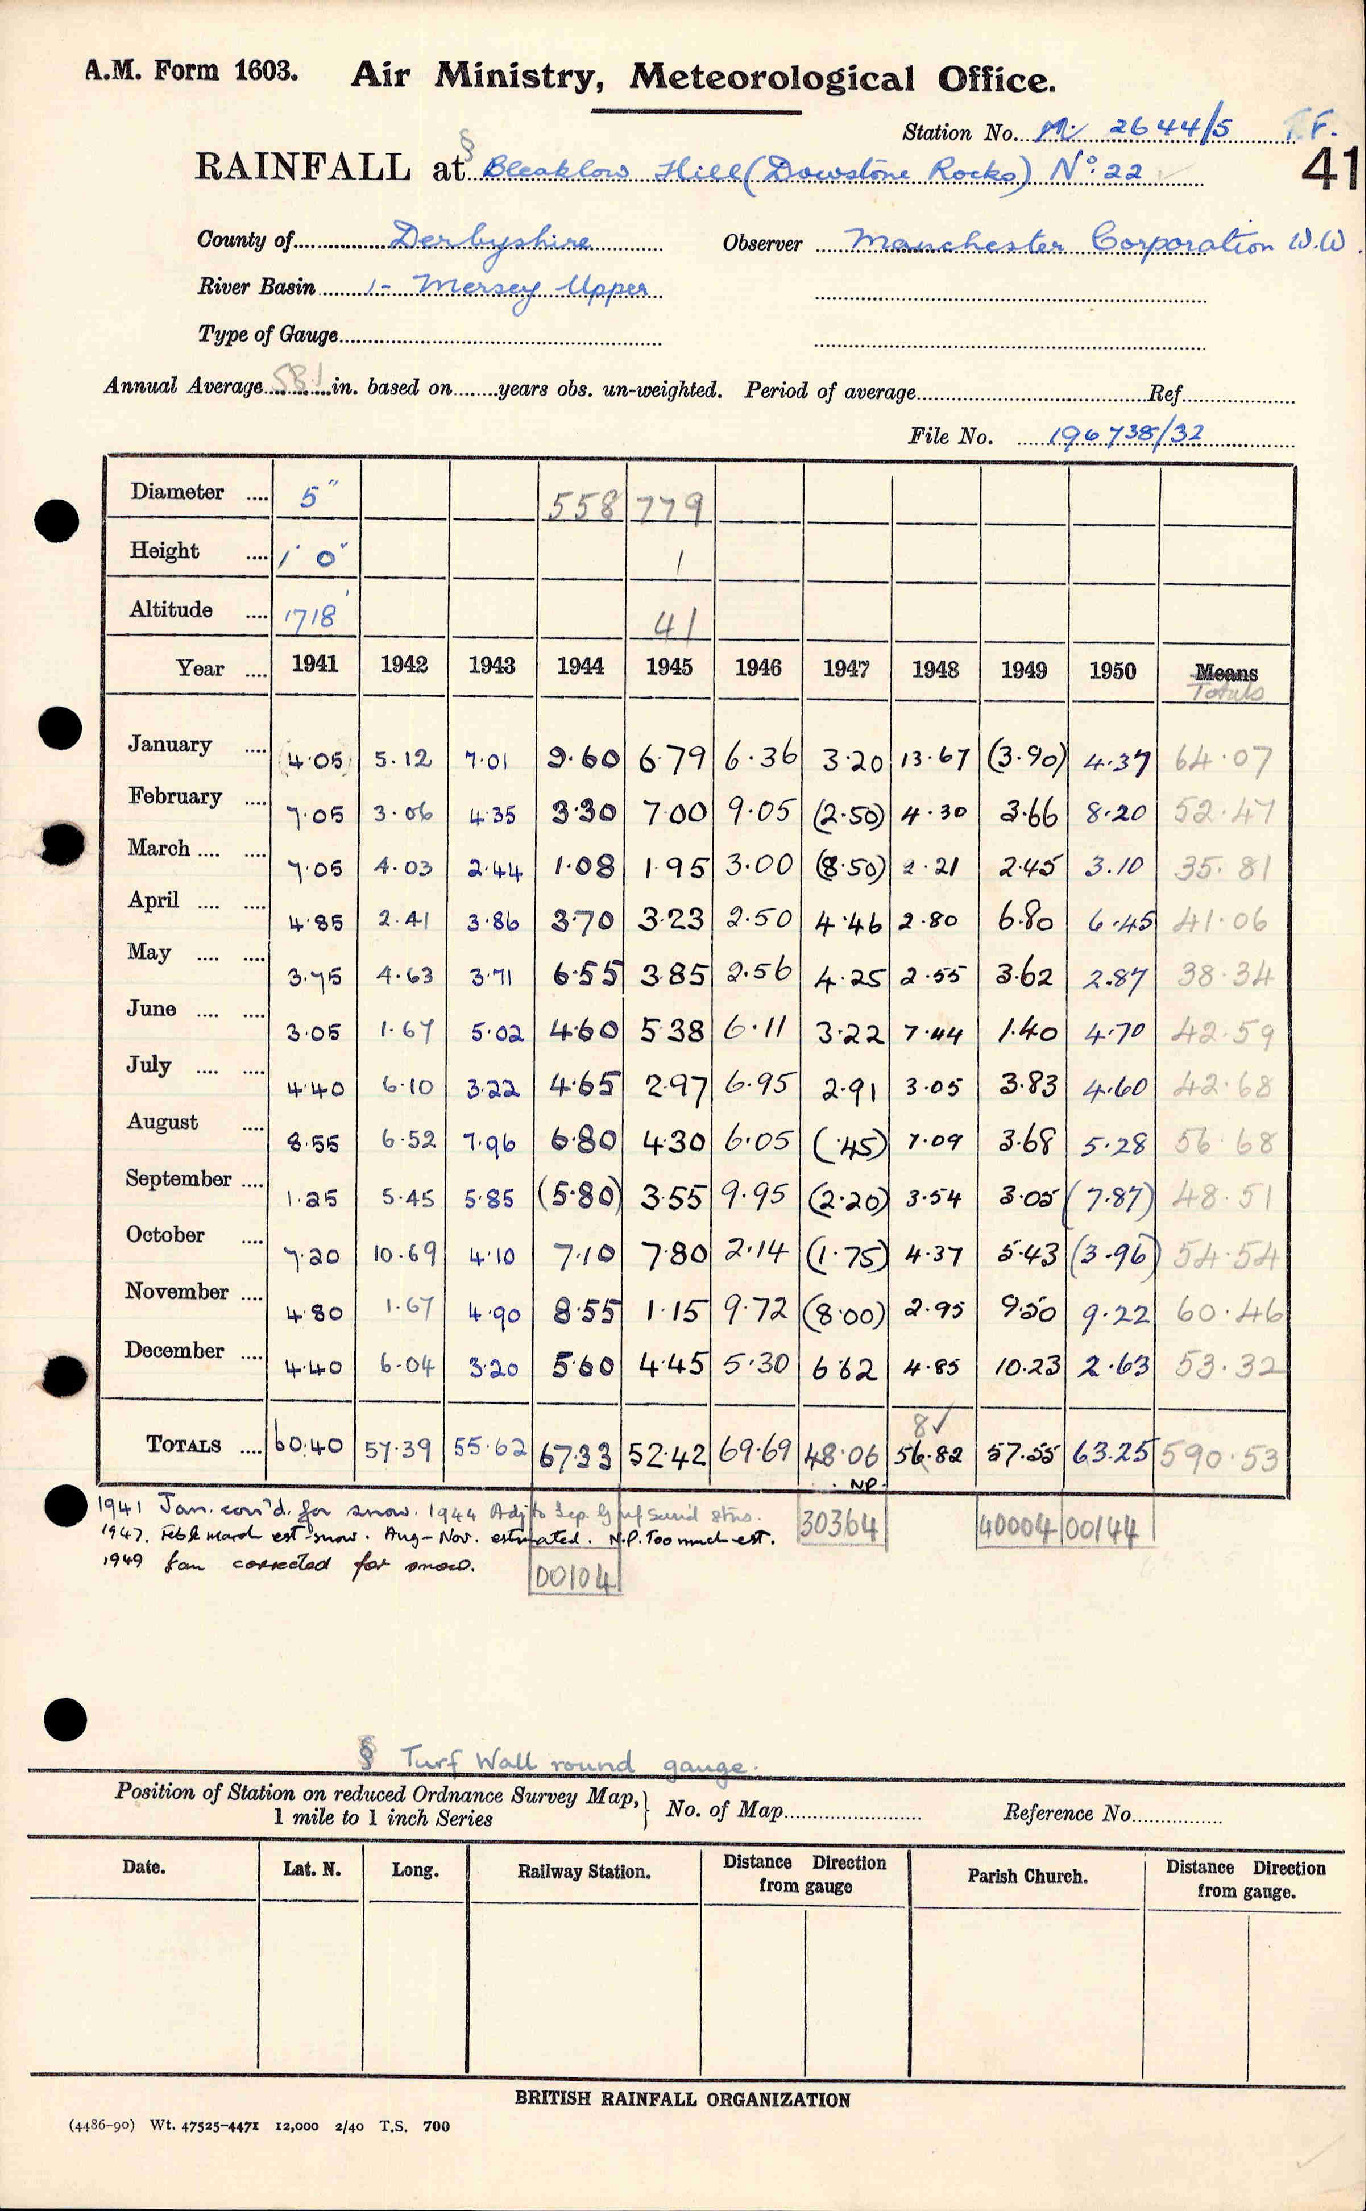 A.M. Form 1603. Air Ministry, Meteorological Office.
Station No. M 2644/5 F.
RAINFALL at § Bleaklow Hill (Dowstone Rocks) No. 22
41
County of Derbyshire Observer Manchester Corporation W.W.
River Basin 1- Mersey Upper
Type of Gauge
Annual Average 581 in. based on years obs. un-weighted. Period of average Ref
File No. 196738/32
Diameter .... 5" 558 779
Height .... 1' 0" 1
Altitude .... 1718' 41
Year .... 1941 1942 1943 1944 1945 1946 1947 1948 1949 1950 Means
Totals
January .... (4.05) 5.12 7.01 9.60 6.79 6.36 3.20 13.67 (3.90) 4.37 64.07
February .... 7.05 3.06 4.35 3.30 7.00 9.05 (2.50) 4.30 3.66 8.20 52.47
March .... .... 7.05 4.03 2.44 1.08 1.95 3.00 (8.50) 2.21 2.45 3.10 35.81
April .... .... 4.85 2.41 3.86 3.70 3.23 2.50 4.46 2.80 6.80 6.45 41.06
May .... .... 3.75 4.63 3.71 6.55 3.85 2.56 4.25 2.55 3.62 2.87 38.34
June .... .... 3.05 1.67 5.02 4.60 5.38 6.11 3.22 7.44 1.40 4.70 42.59
July .... .... 4.40 6.10 3.22 4.65 2.97 6.95 2.91 3.05 3.83 4.60 42.68
August .... 8.55 6.52 7.96 6.80 4.30 6.05 (.45) 7.09 3.68 5.28 56.68
September .... 1.25 5.45 5.85 (5.80) 3.55 9.95 (2.20) 3.54 3.05 (7.87) 48.51
October .... 7.20 10.69 4.10 7.10 7.80 2.14 (1.75) 4.37 5.43 (3.96) 54.54
November .... 4.80 1.67 4.90 8.55 1.15 9.72 (8.00) 2.95 9.50 9.22 60.46
December .... 4.40 6.04 3.20 5.60 4.45 5.30 6.62 4.85 10.23 2.63 53.32
8✓
TOTALS .... 60.40 57.39 55.62 67.33 52.42 69.69 48.06 56.82 57.55 63.25 590.53
NP.
1941 Jan. corr'd. for snow. 1944 Adj to Sep. by ref Surr'd stns. 30364 40004 00144
1947. Feb & March est snow. Aug - Nov. estimated. N.P. Too much est.
1949 Jan corrected for snow. 00104
§ Turf Wall round gauge.
Position of Station on reduced Ordnance Survey Map, 1 mile to 1 inch Series } No. of Map Reference No.
Date. Lat. N. Long. Railway Station. Distance Direction from gauge Parish Church. Distance Direction from gauge.
BRITISH RAINFALL ORGANIZATION
(4486-90) Wt. 47525-4471 12,000 2/40 T.S. 700